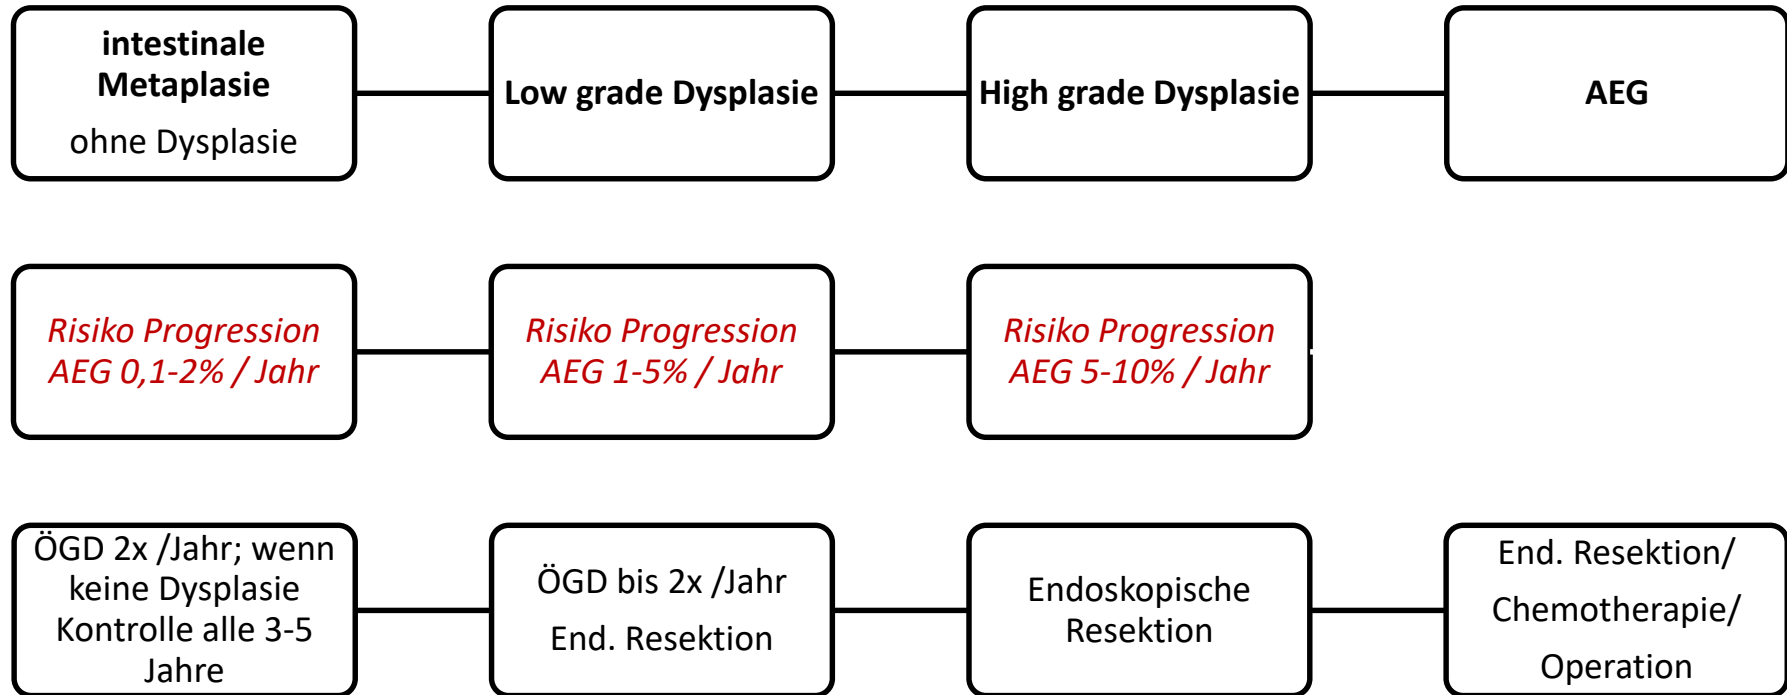 intestinale
Metaplasie
ohne Dysplasie
Low grade Dysplasie
High grade Dysplasie
AEG
Risiko Progression
AEG 0,1-2% / Jahr
Risiko Progression
AEG 1-5% / Jahr
Risiko Progression
AEG 5-10% / Jahr
ÖGD 2x /Jahr; wenn
keine Dysplasie
Kontrolle alle 3-5
Jahre
ÖGD bis 2x /Jahr
End. Resektion
Endoskopische
Resektion
End. Resektion/
Chemotherapie/
Operation